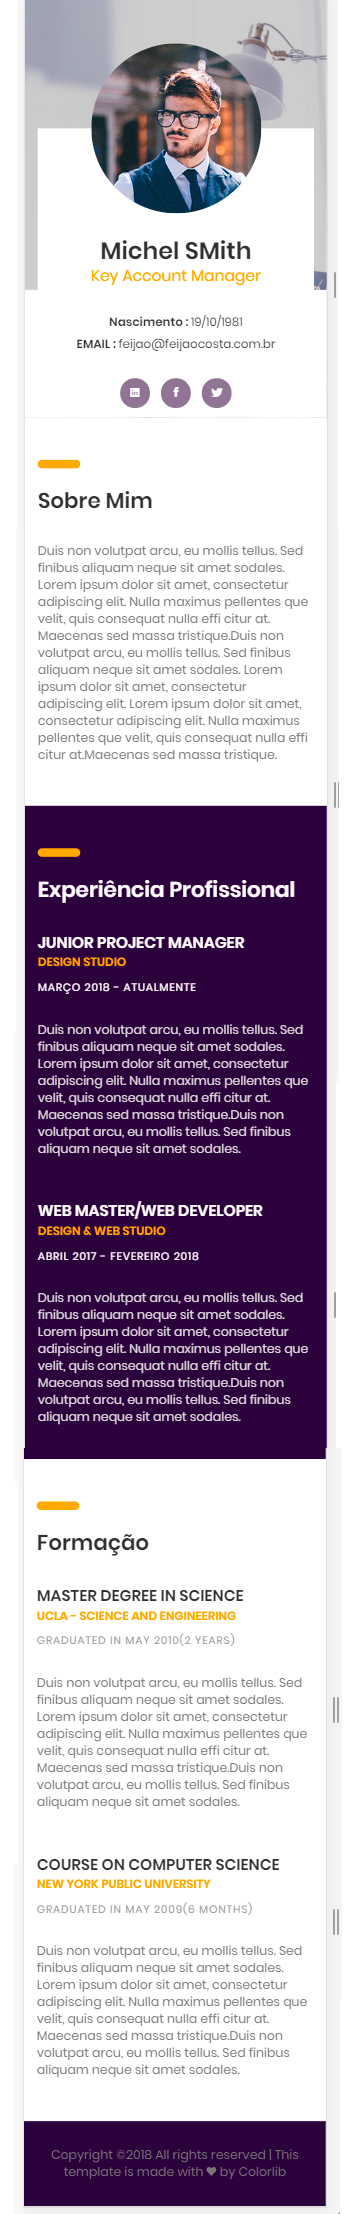 Michel SMith
Key Account Manager
Nascimento : 19/10/1981
EMAIL : feijao@feijaocosta.com.br
in f
Sobre Mim
Duis non volutpat arcu, eu mollis tellus. Sed
finibus aliquam neque sit amet sodales.
Lorem ipsum dolor sit amet, consectetur
adipiscing elit. Nulla maximus pellentes que
velit, quis consequat nulla effi citur at.
Maecenas sed massa tristique.Duis non
volutpat arcu, eu mollis tellus. Sed finibus
aliquam neque sit amet sodales. Lorem
ipsum dolor sit amet, consectetur
adipiscing elit. Lorem ipsum dolor sit amet,
consectetur adipiscing elit. Nulla maximus
pellentes que velit, quis consequat nulla effi
citur at.Maecenas sed massa tristique.
Experiência Profissional
JUNIOR PROJECT MANAGER
DESIGN STUDIO
MARÇO 2018 - ATUALMENTE
Duis non volutpat arcu, eu mollis tellus. Sed
finibus aliquam neque sit amet sodales.
Lorem ipsum dolor sit amet, consectetur
adipiscing elit. Nulla maximus pellentes que
velit, quis consequat nulla effi citur at.
Maecenas sed massa tristique.Duis non
volutpat arcu, eu mollis tellus. Sed finibus
aliquam neque sit amet sodales.
WEB MASTER/WEB DEVELOPER
DESIGN & WEB STUDIO
ABRIL 2017 - FEVEREIRO 2018
Duis non volutpat arcu, eu mollis tellus. Sed
finibus aliquam neque sit amet sodales.
Lorem ipsum dolor sit amet, consectetur
adipiscing elit. Nulla maximus pellentes que
velit, quis consequat nulla effi citur at.
Maecenas sed massa tristique.Duis non
volutpat arcu, eu mollis tellus. Sed finibus
aliquam neque sit amet sodales.
Formação
MASTER DEGREE IN SCIENCE
UCLA - SCIENCE AND ENGINEERING
GRADUATED IN MAY 2010(2 YEARS)
Duis non volutpat arcu, eu mollis tellus. Sed
finibus aliquam neque sit amet sodales.
Lorem ipsum dolor sit amet, consectetur
adipiscing elit. Nulla maximus pellentes que
velit, quis consequat nulla effi citur at.
Maecenas sed massa tristique.Duis non
volutpat arcu, eu mollis tellus. Sed finibus
aliquam neque sit amet sodales.
COURSE ON COMPUTER SCIENCE
NEW YORK PUBLIC UNIVERSITY
GRADUATED IN MAY 2009(6 MONTHS)
Duis non volutpat arcu, eu mollis tellus. Sed
finibus aliquam neque sit amet sodales.
Lorem ipsum dolor sit amet, consectetur
adipiscing elit. Nulla maximus pellentes que
velit, quis consequat nulla effi citur at.
Maecenas sed massa tristique.Duis non
volutpat arcu, eu mollis tellus. Sed finibus
aliquam neque sit amet sodales.
Copyright ©2018 All rights reserved | This
template is made with ♥ by Colorlib